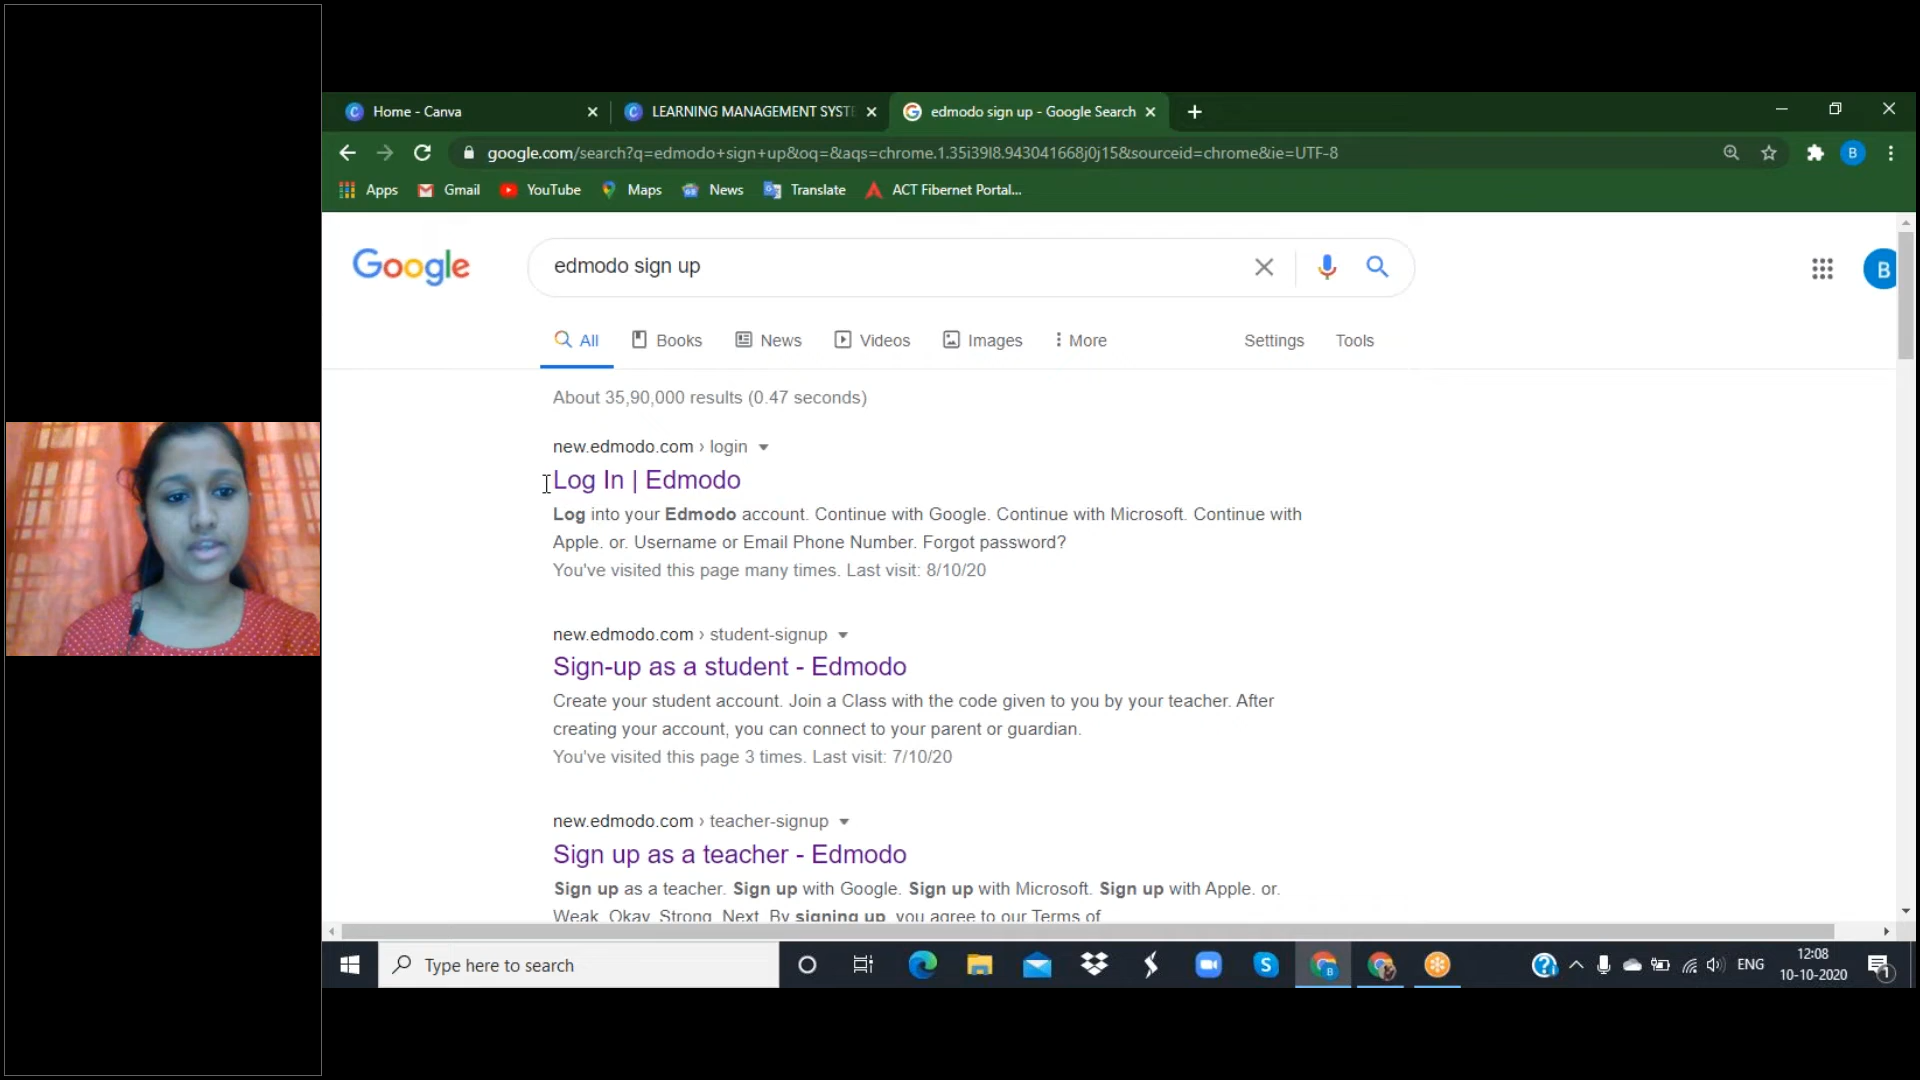 Home - Canva
LEARNING MANAGEMENT SYSTE
edmodo sign up - Google Search
google.com/search?q=edmodo+sign+up&oq=&aqs=chrome.1.35i39l8.943041668j0j15&sourceid=chrome&ie=UTF-8
B
Apps
Gmail
YouTube
Maps
News
Translate
ACT Fibernet Portal...
Google
edmodo sign up
B
All
Books
News
Videos
Images
More
Settings
Tools
About 35,90,000 results (0.47 seconds)
new.edmodo.com › login
Log In | Edmodo
Log into your Edmodo account. Continue with Google. Continue with Microsoft. Continue with
Apple. or. Username or Email Phone Number. Forgot password?
You've visited this page many times. Last visit: 8/10/20
new.edmodo.com › student-signup
Sign-up as a student - Edmodo
Create your student account. Join a Class with the code given to you by your teacher. After
creating your account, you can connect to your parent or guardian.
You've visited this page 3 times. Last visit: 7/10/20
new.edmodo.com › teacher-signup
Sign up as a teacher - Edmodo
Sign up as a teacher. Sign up with Google. Sign up with Microsoft. Sign up with Apple. or.
Weak. Okay. Strong. Next. By signing up, you agree to our Terms of
Type here to search
ENG
12:08
10-10-2020
1